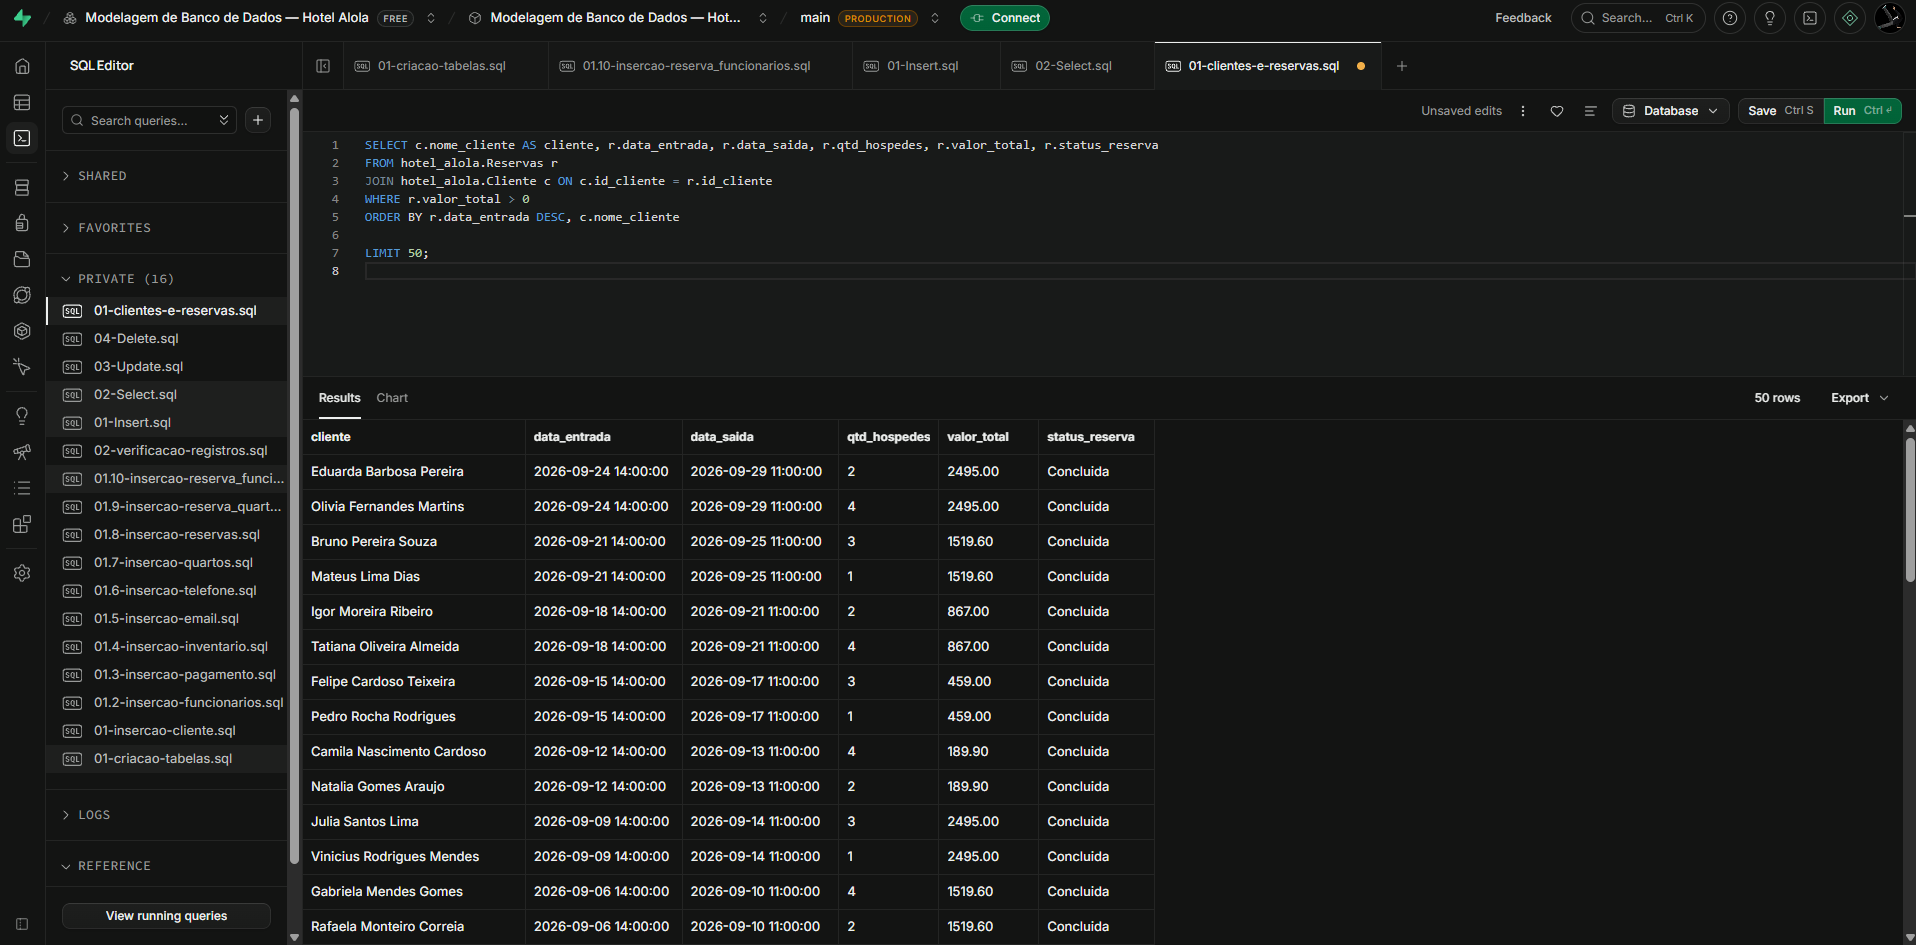 Modelagem de Banco de Dados — Hotel Alola FREE / Modelagem de Banco de Dados — Hot... / main PRODUCTION Connect Feedback Search... Ctrl K
SQL Editor
01-criacao-tabelas.sql 01.10-insercao-reserva_funcionarios.sql 01-Insert.sql 02-Select.sql 01-clientes-e-reservas.sql
Search queries...
Unsaved edits Database Save Ctrl S Run Ctrl ↵
SHARED
FAVORITES
PRIVATE (16)
01-clientes-e-reservas.sql
04-Delete.sql
03-Update.sql
02-Select.sql
01-Insert.sql
02-verificacao-registros.sql
01.10-insercao-reserva_funci...
01.9-insercao-reserva_quart...
01.8-insercao-reservas.sql
01.7-insercao-quartos.sql
01.6-insercao-telefone.sql
01.5-insercao-email.sql
01.4-insercao-inventario.sql
01.3-insercao-pagamento.sql
01.2-insercao-funcionarios.sql
01-insercao-cliente.sql
01-criacao-tabelas.sql
LOGS
REFERENCE
View running queries
1 SELECT c.nome_cliente AS cliente, r.data_entrada, r.data_saida, r.qtd_hospedes, r.valor_total, r.status_reserva
2 FROM hotel_alola.Reservas r
3 JOIN hotel_alola.Cliente c ON c.id_cliente = r.id_cliente
4 WHERE r.valor_total > 0
5 ORDER BY r.data_entrada DESC, c.nome_cliente
6
7 LIMIT 50;
8
Results Chart 50 rows Export
cliente data_entrada data_saida qtd_hospedes valor_total status_reserva
Eduarda Barbosa Pereira 2026-09-24 14:00:00 2026-09-29 11:00:00 2 2495.00 Concluida
Olivia Fernandes Martins 2026-09-24 14:00:00 2026-09-29 11:00:00 4 2495.00 Concluida
Bruno Pereira Souza 2026-09-21 14:00:00 2026-09-25 11:00:00 3 1519.60 Concluida
Mateus Lima Dias 2026-09-21 14:00:00 2026-09-25 11:00:00 1 1519.60 Concluida
Igor Moreira Ribeiro 2026-09-18 14:00:00 2026-09-21 11:00:00 2 867.00 Concluida
Tatiana Oliveira Almeida 2026-09-18 14:00:00 2026-09-21 11:00:00 4 867.00 Concluida
Felipe Cardoso Teixeira 2026-09-15 14:00:00 2026-09-17 11:00:00 3 459.00 Concluida
Pedro Rocha Rodrigues 2026-09-15 14:00:00 2026-09-17 11:00:00 1 459.00 Concluida
Camila Nascimento Cardoso 2026-09-12 14:00:00 2026-09-13 11:00:00 4 189.90 Concluida
Natalia Gomes Araujo 2026-09-12 14:00:00 2026-09-13 11:00:00 2 189.90 Concluida
Julia Santos Lima 2026-09-09 14:00:00 2026-09-14 11:00:00 3 2495.00 Concluida
Vinicius Rodrigues Mendes 2026-09-09 14:00:00 2026-09-14 11:00:00 1 2495.00 Concluida
Gabriela Mendes Gomes 2026-09-06 14:00:00 2026-09-10 11:00:00 4 1519.60 Concluida
Rafaela Monteiro Correia 2026-09-06 14:00:00 2026-09-10 11:00:00 2 1519.60 Concluida